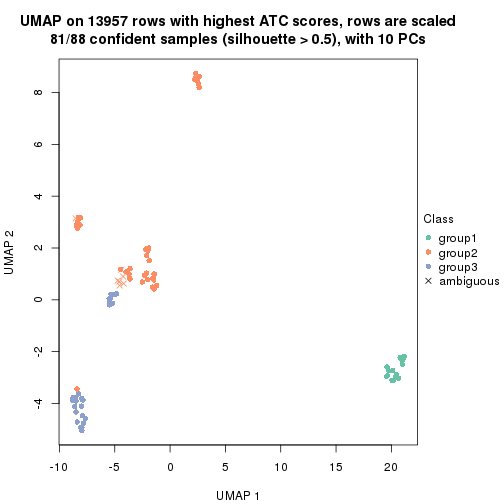 UMAP on 13957 rows with highest ATC scores, rows are scaled
81/88 confident samples (silhouette > 0.5), with 10 PCs
8
6
4
2
0
-2
-4
UMAP 2
-10
-5
0
5
10
15
20
UMAP 1
Class
group1
group2
group3
ambiguous